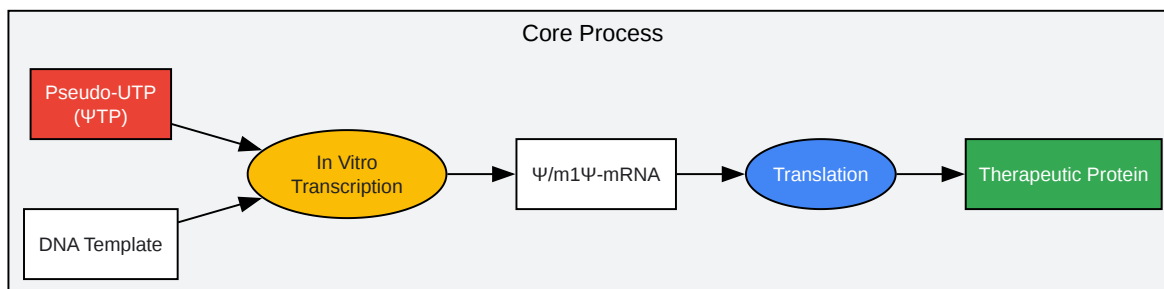 Core Process
Pseudo-UTP
(ΨTP)
In Vitro
Transcription
Ψ/m1Ψ-mRNA
Translation
Therapeutic Protein
DNA Template